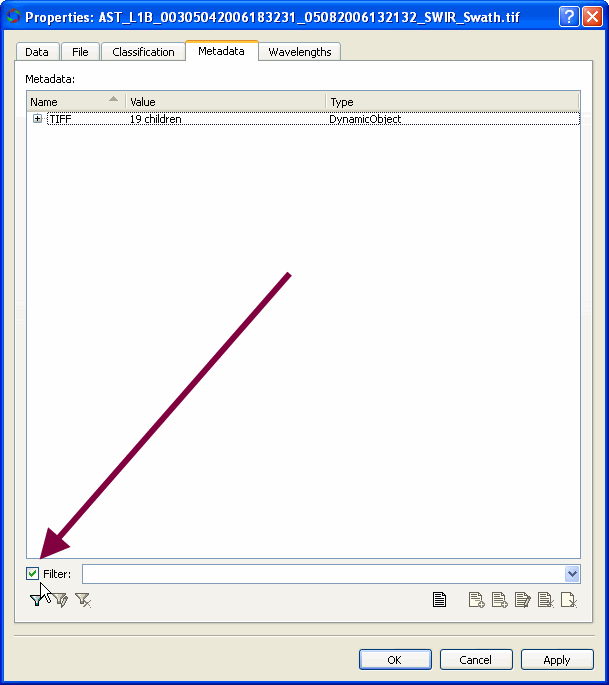 Properties: AST_L1B_00305042006183231_05082006132132_SWIR_Swath.tif
Data File Classification Metadata Wavelengths
Metadata:
Name Value Type
TIFF 19 children DynamicObject
Filter:
OK Cancel Apply